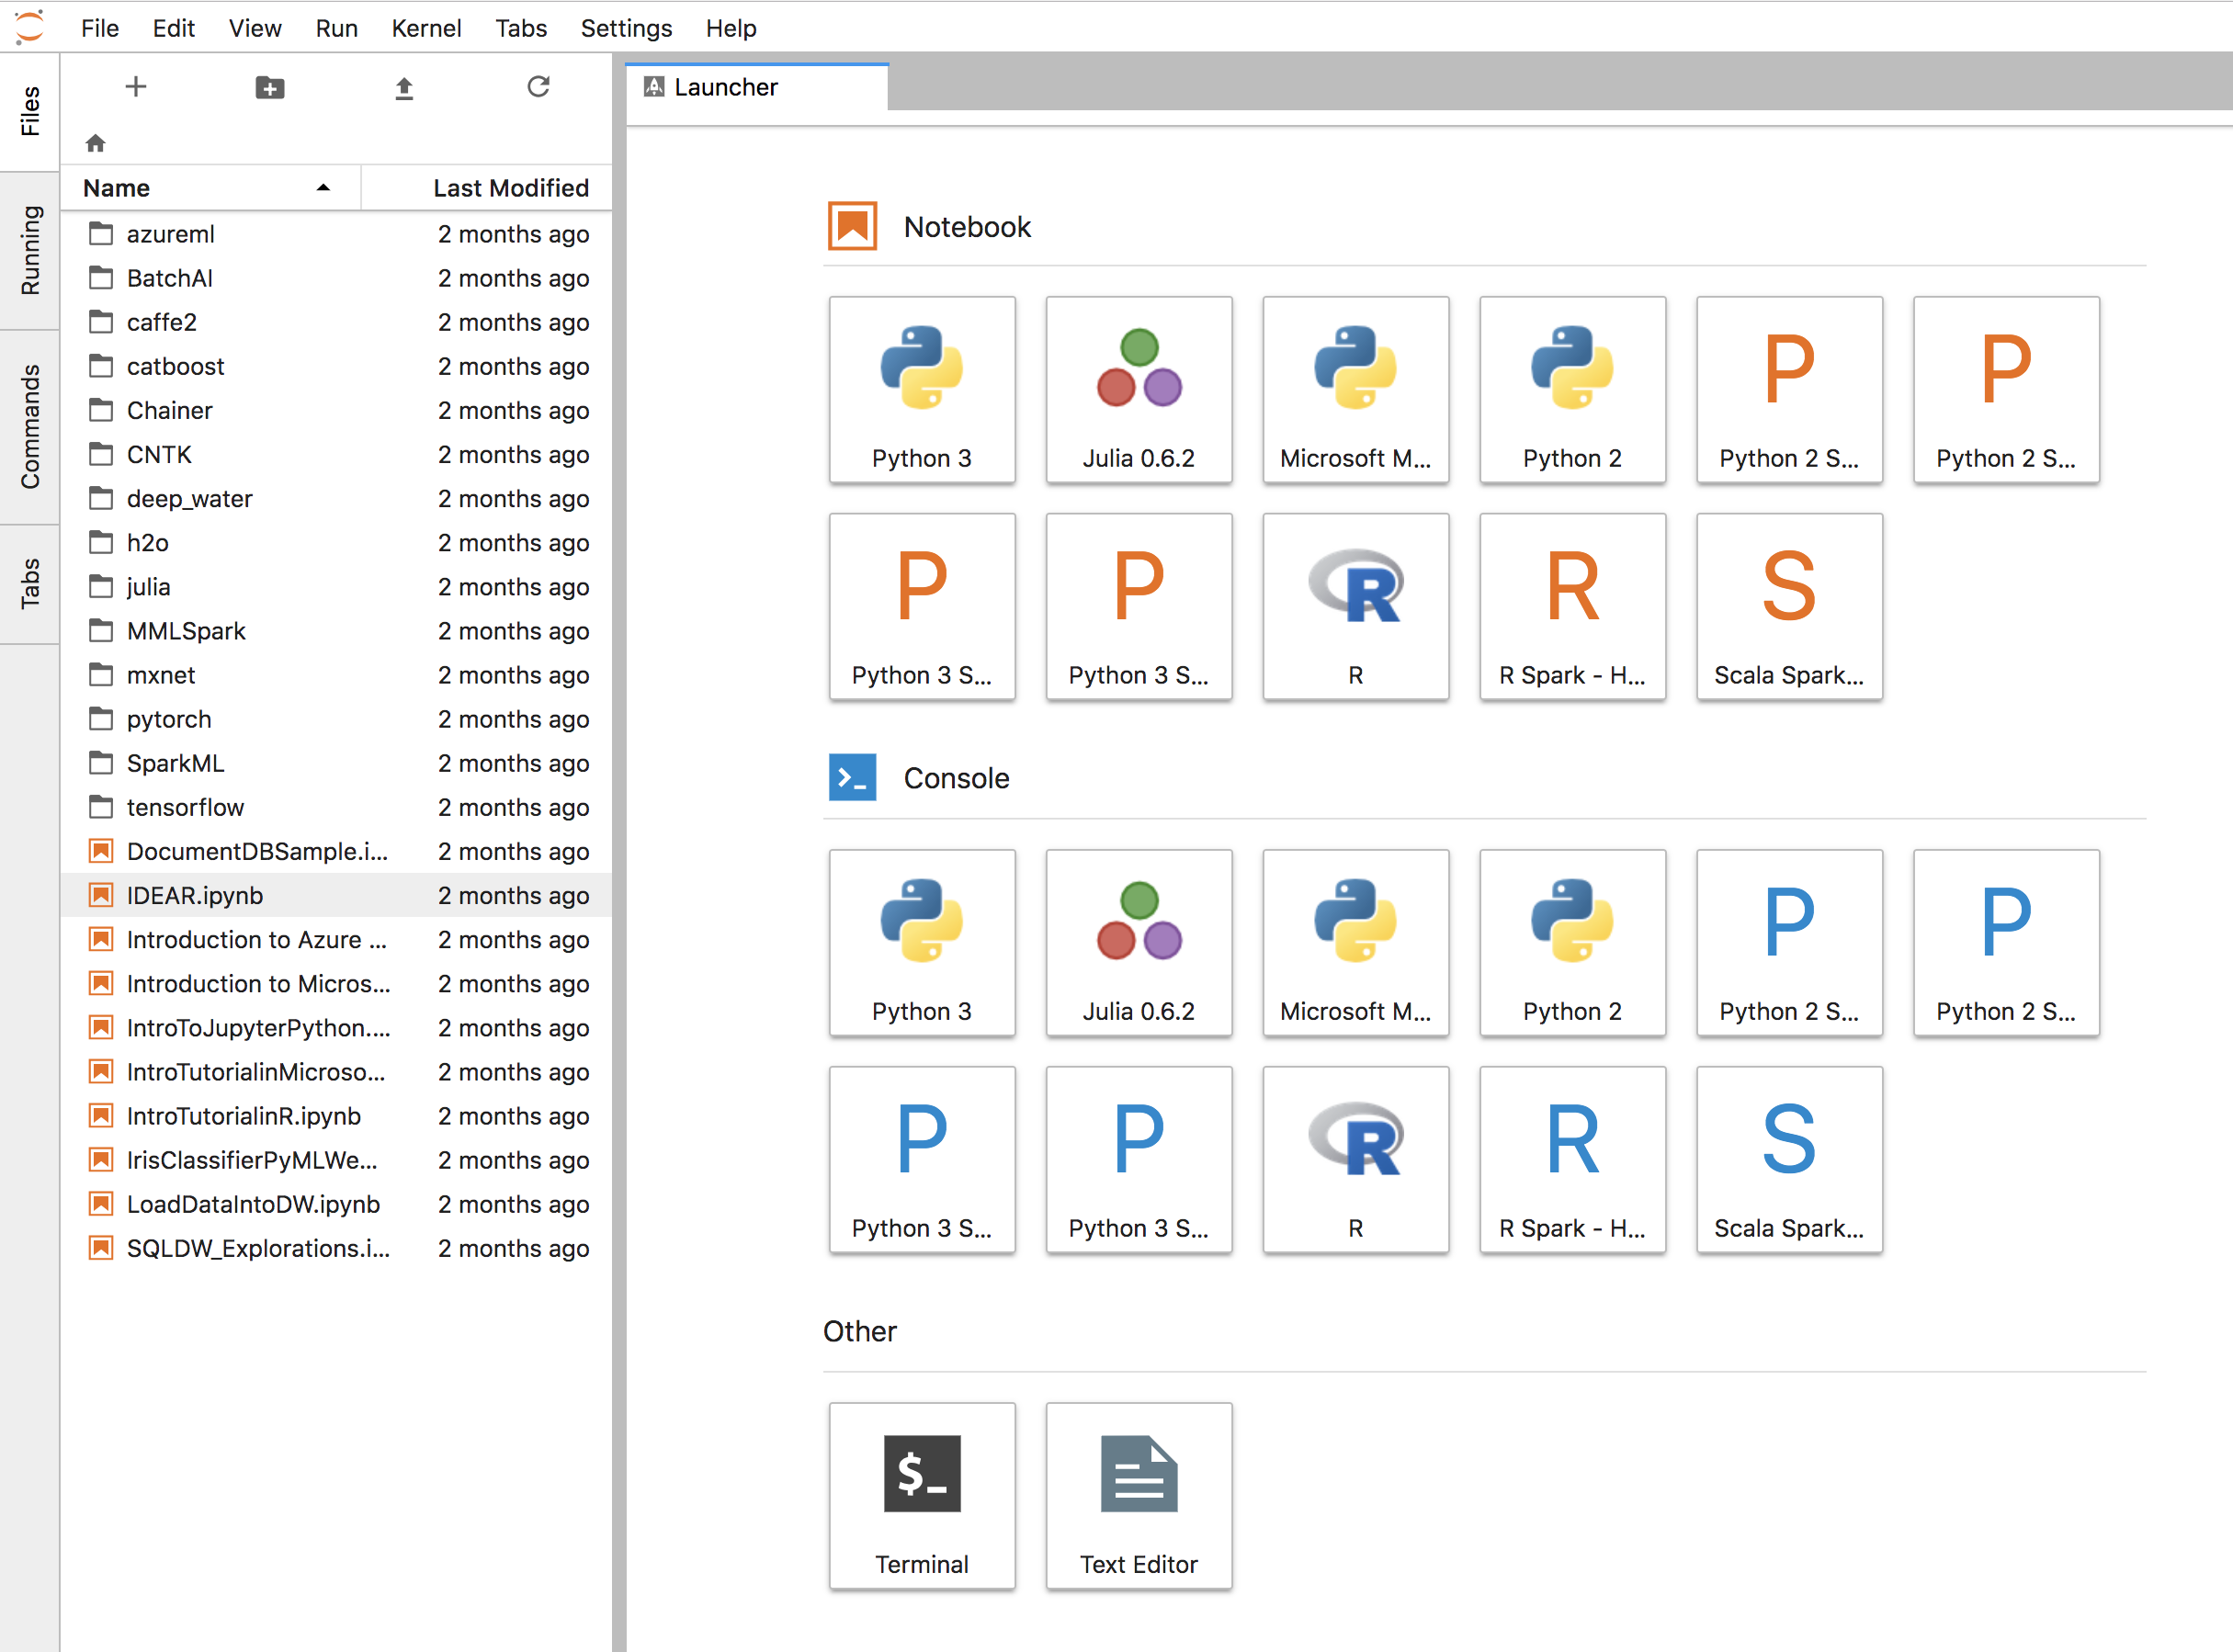 File Edit View Run Kernel Tabs Settings Help
Files
Running
Commands
Tabs
Name Last Modified
azureml 2 months ago
BatchAI 2 months ago
caffe2 2 months ago
catboost 2 months ago
Chainer 2 months ago
CNTK 2 months ago
deep_water 2 months ago
h2o 2 months ago
julia 2 months ago
MMLSpark 2 months ago
mxnet 2 months ago
pytorch 2 months ago
SparkML 2 months ago
tensorflow 2 months ago
DocumentDBSample.i... 2 months ago
IDEAR.ipynb 2 months ago
Introduction to Azure ... 2 months ago
Introduction to Micros... 2 months ago
IntroToJupyterPython.... 2 months ago
IntroTutorialinMicroso... 2 months ago
IntroTutorialinR.ipynb 2 months ago
IrisClassifierPyMLWe... 2 months ago
LoadDataIntoDW.ipynb 2 months ago
SQLDW_Explorations.i... 2 months ago
Launcher
Notebook
P P
Python 3 Julia 0.6.2 Microsoft M... Python 2 Python 2 S... Python 2 S...
P P R R S
Python 3 S... Python 3 S... R R Spark - H... Scala Spark...
>_ Console
P P
Python 3 Julia 0.6.2 Microsoft M... Python 2 Python 2 S... Python 2 S...
P P R R S
Python 3 S... Python 3 S... R R Spark - H... Scala Spark...
Other
$_
Terminal Text Editor